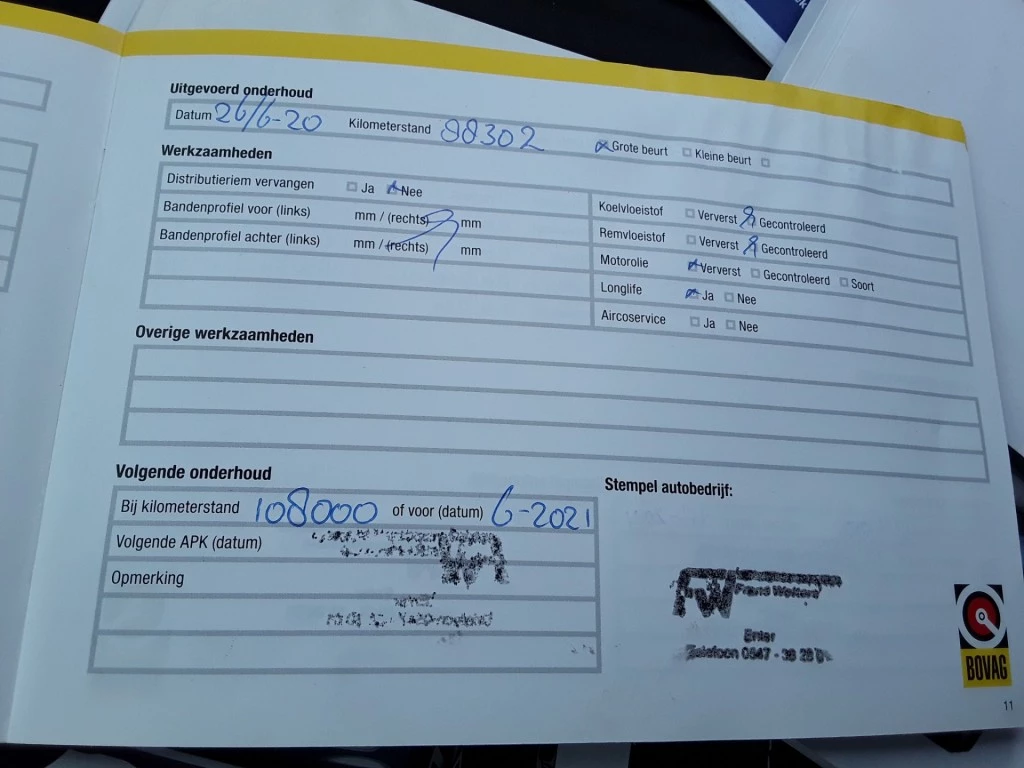 Uitgevoerd onderhoud
Datum 26/6-20 Kilometerstand 98302 Grote beurt Kleine beurt
Werkzaamheden
Distributieriem vervangen Ja Nee
Bandenprofiel voor (links) mm / (rechts) mm
Bandenprofiel achter (links) mm / (rechts) mm
Koelvloeistof Ververst Gecontroleerd
Remvloeistof Ververst Gecontroleerd
Motorolie Ververst Gecontroleerd Soort
Longlife Ja Nee
Aircoservice Ja Nee
Overige werkzaamheden
Volgende onderhoud
Bij kilometerstand 108000 of voor (datum) 6-2021
Volgende APK (datum)
Opmerking
Stempel autobedrijf:
FW
Frans Wolters
Enter
Telefoon 0547 - 38 28
BOVAG
11